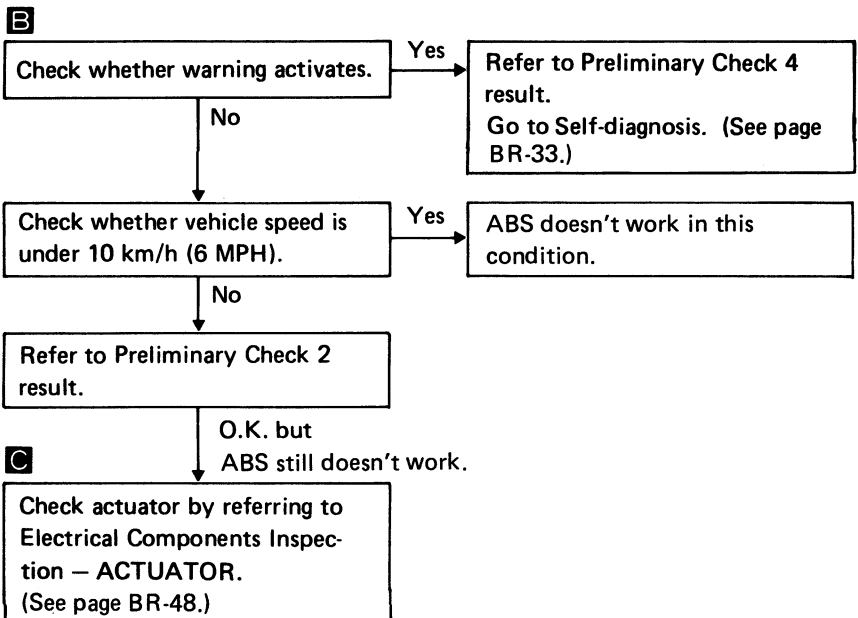 B
Check whether warning activates.
Yes
Refer to Preliminary Check 4
result.
Go to Self-diagnosis. (See page
BR-33.)
No
Check whether vehicle speed is
under 10 km/h (6 MPH).
Yes
ABS doesn't work in this
condition.
No
Refer to Preliminary Check 2
result.
O.K. but
ABS still doesn't work.
C
Check actuator by referring to
Electrical Components Inspec-
tion — ACTUATOR.
(See page BR-48.)